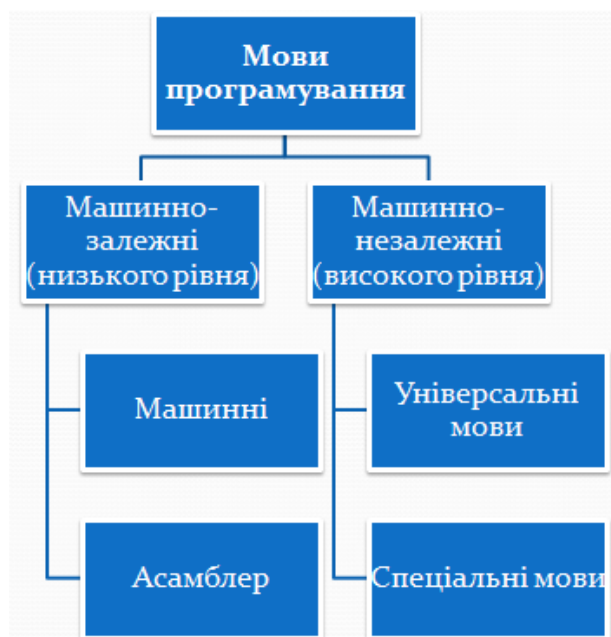 Мови
програмування
Машинно-
залежні
(низького рівня)
Машинно-
незалежні
(високого рівня)
Машинні
Універсальні
мови
Асамблер
Спеціальні мови